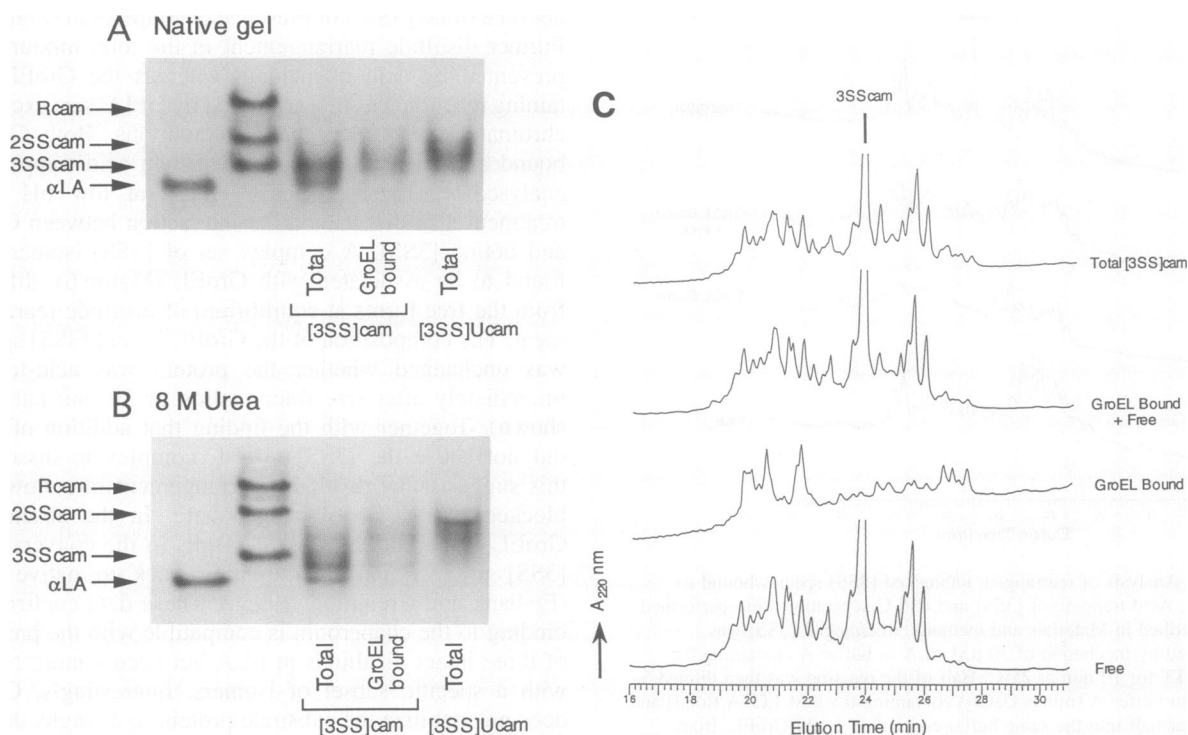 A Native gel
Rcam
2SScam
3SScam
αLA
Total
GroEL bound
Total
[3SS]cam [3SS]Ucam
B 8 M Urea
Rcam
2SScam
3SScam
αLA
Total
GroEL bound
Total
[3SS]cam [3SS]Ucam
C
3SScam
Total [3SS]cam
GroEL Bound
+ Free
GroEL Bound
Free
A220 nm
16 18 20 22 24 26 28 30
Elution Time (min)